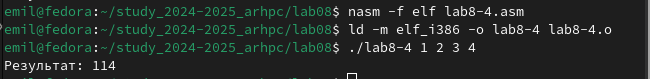 emil@fedora:~/study_2024-2025_arhpc/lab08$ nasm -f elf lab8-4.asm
emil@fedora:~/study_2024-2025_arhpc/lab08$ ld -m elf_i386 -o lab8-4 lab8-4.o
emil@fedora:~/study_2024-2025_arhpc/lab08$ ./lab8-4 1 2 3 4
Результат: 114